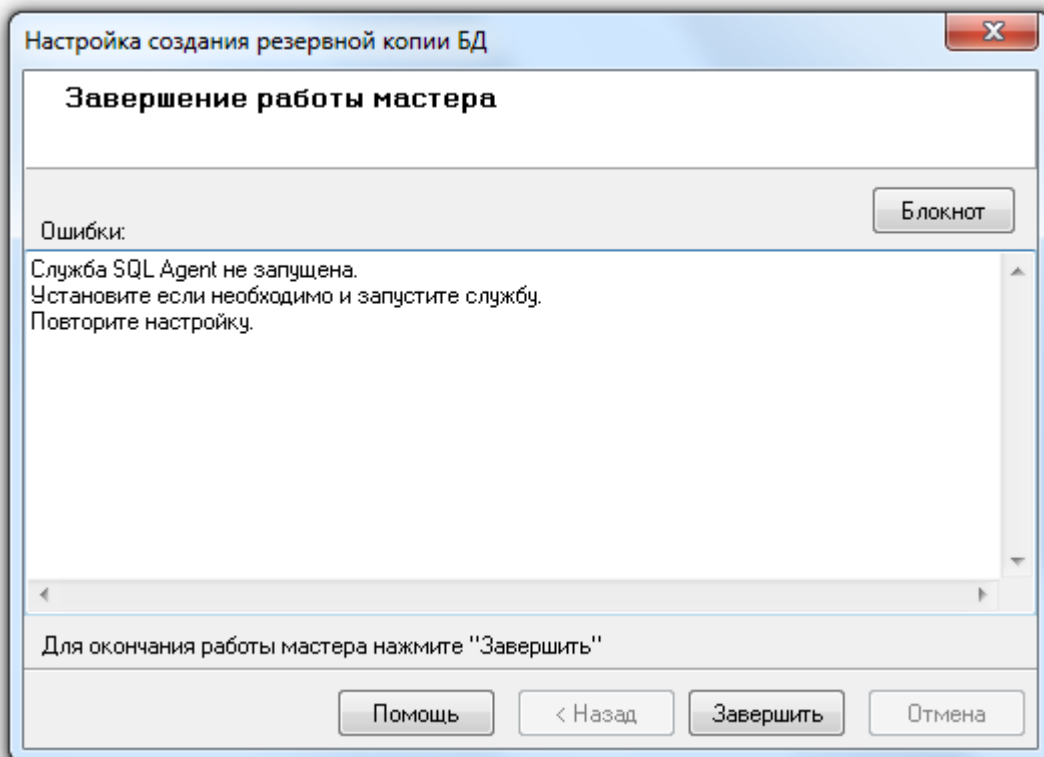 Настройка создания резервной копии БД
Завершение работы мастера
Блокнот
Ошибки:
Служба SQL Agent не запущена.
Установите если необходимо и запустите службу.
Повторите настройку.
Для окончания работы мастера нажмите "Завершить"
Помощь
< Назад
Завершить
Отмена